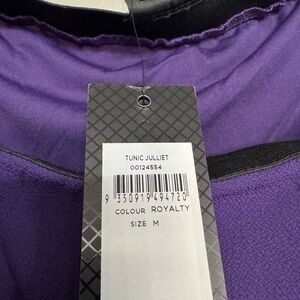 TUNIC JULLIET
00124554
9 350919 494720
COLOUR ROYALTY
SIZE M